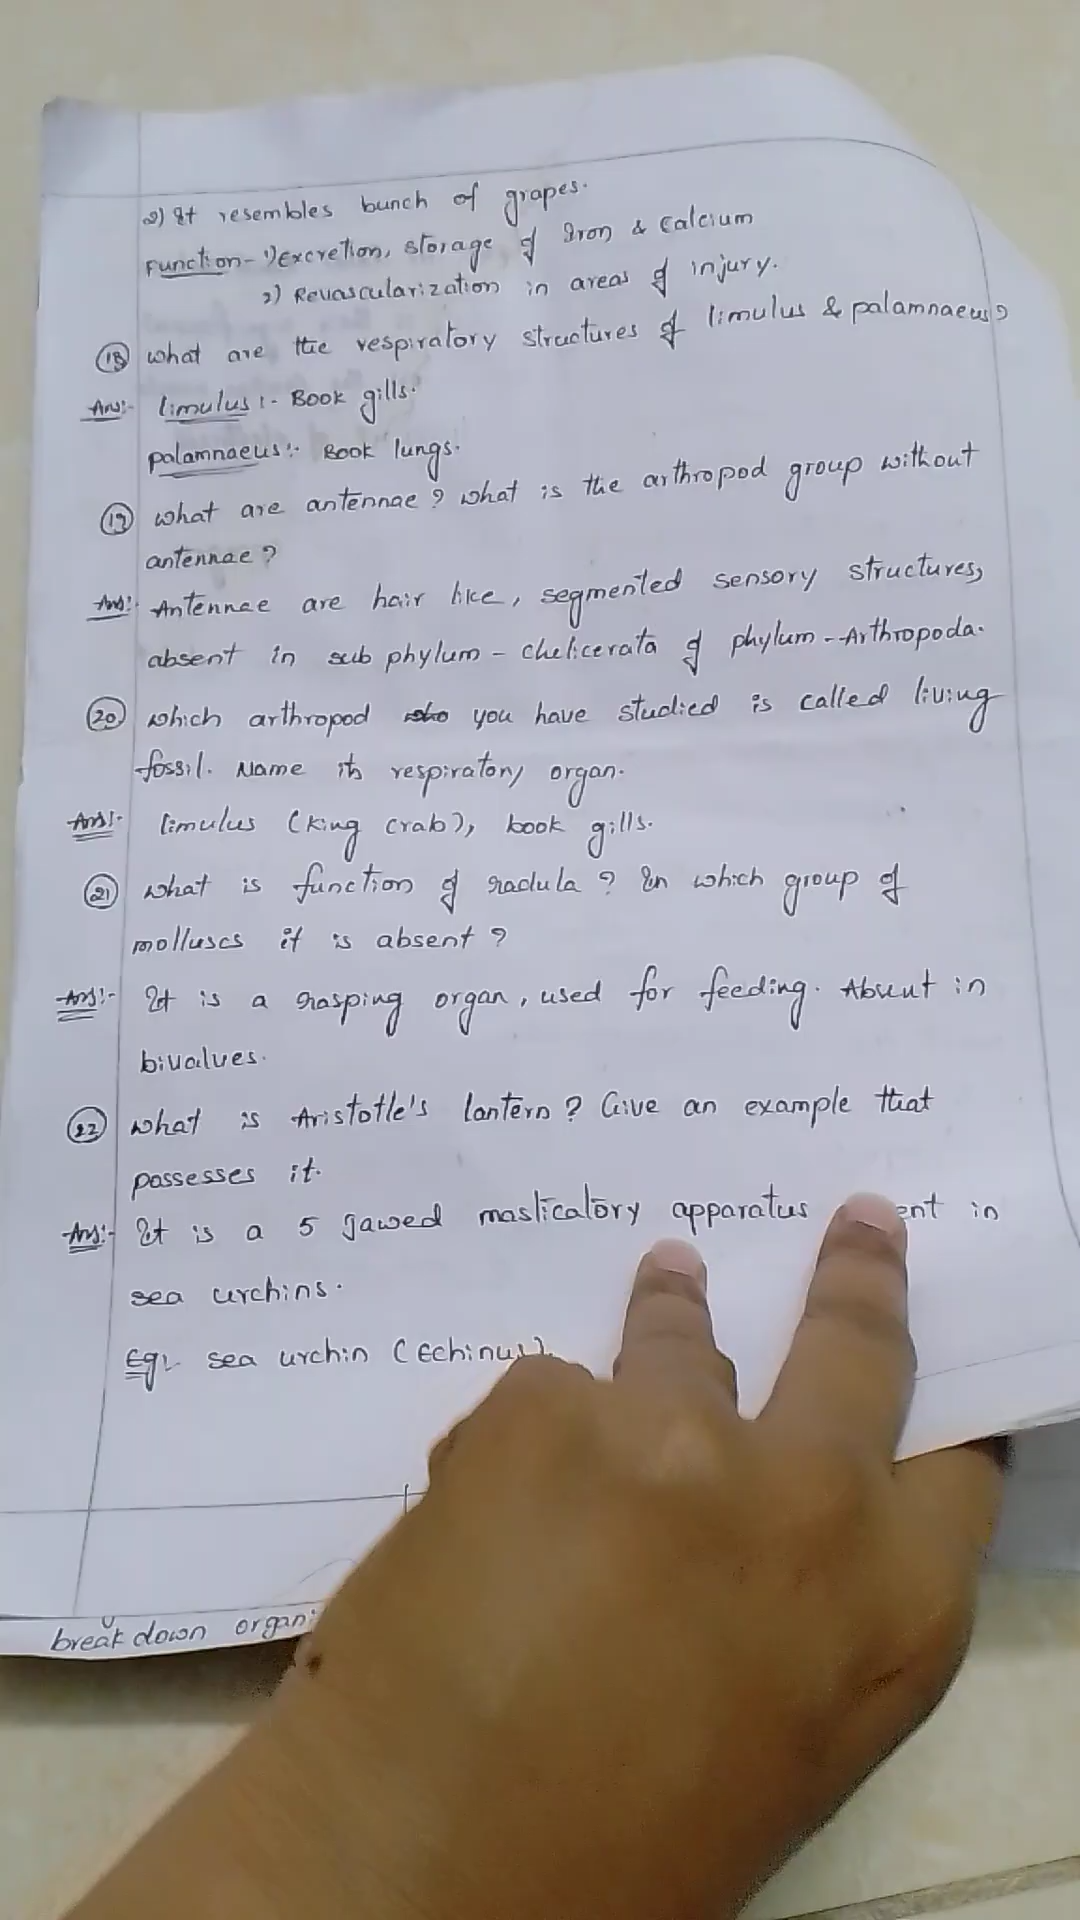 2) It resembles bunch of grapes.
Function - 1) excretion, storage of Iron & Calcium
2) Revascularization in areas of injury.
(18) what are the respiratory structures of limulus & palamnaeus?
Ans:- limulus :- Book gills.
palamnaeus :- Book lungs.
(19) what are antennae? what is the arthropod group without
antennae?
Ans:- Antennae are hair like, segmented sensory structures,
absent in sub phylum - chelicerata of phylum - Arthropoda.
(20) which arthropod who you have studied is called living
fossil. Name its respiratory organ.
Ans:- limulus (King crab), book gills.
(21) what is function of radula? In which group of
molluscs it is absent?
Ans:- It is a rasping organ, used for feeding. Absent in
bivalves.
(22) what is Aristotle's lantern? Give an example that
possesses it.
Ans:- It is a 5 jawed masticatory apparatus ent in
sea urchins.
Eg:- sea urchin (Echinus).
break down organi